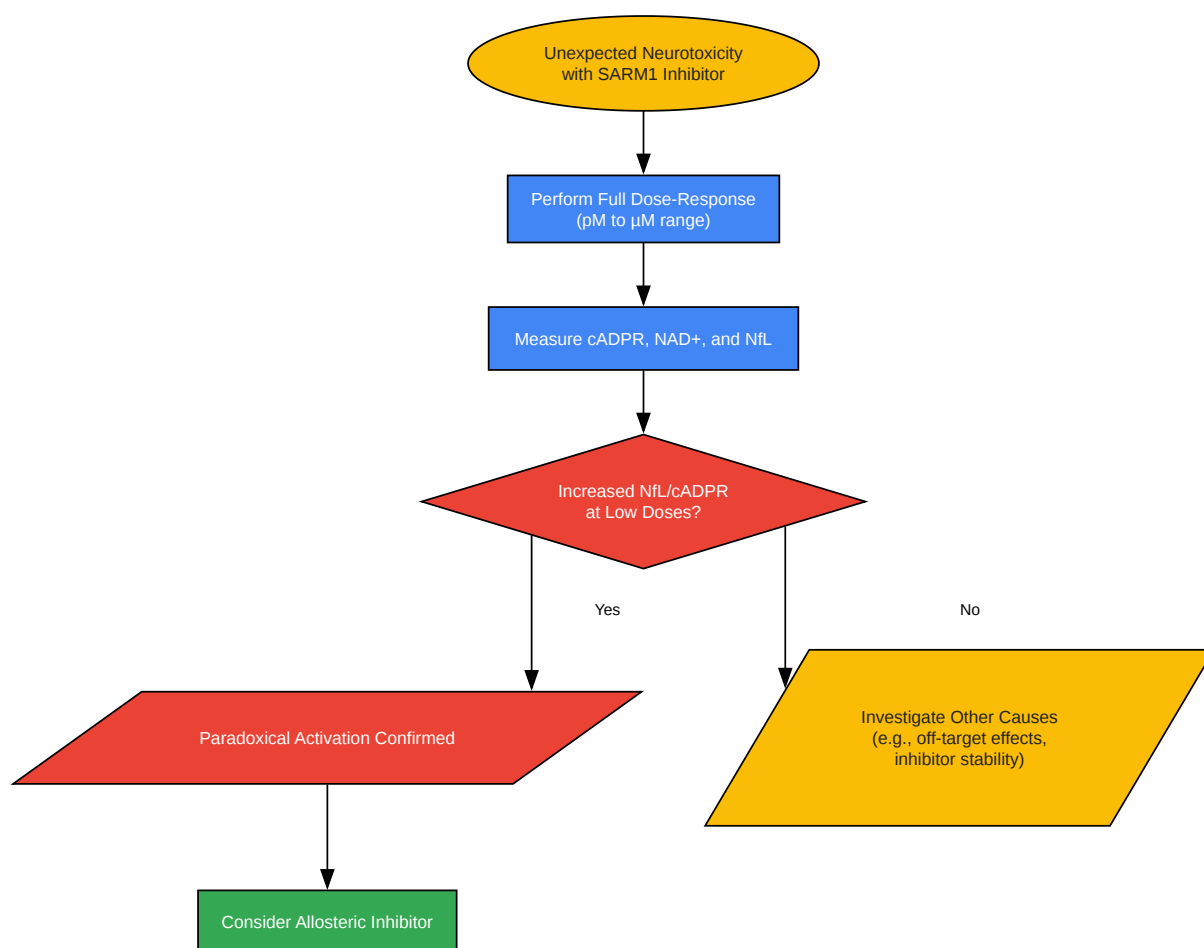 Unexpected Neurotoxicity
with SARM1 Inhibitor
Perform Full Dose-Response
(pM to µM range)
Measure cADPR, NAD+, and NfL
Increased NfL/cADPR
at Low Doses?
Yes
No
Paradoxical Activation Confirmed
Investigate Other Causes
(e.g., off-target effects,
inhibitor stability)
Consider Allosteric Inhibitor